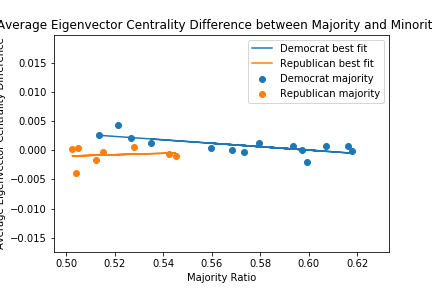 Average Eigenvector Centrality Difference between Majority and Minorit
Average Eigenvector Centrality Difference
0.015
0.010
0.005
0.000
−0.005
−0.010
−0.015
Democrat best fit
Republican best fit
Democrat majority
Republican majority
0.50 0.52 0.54 0.56 0.58 0.60 0.62
Majority Ratio